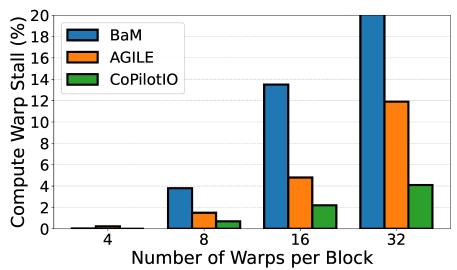 Compute Warp Stall (%)
20
18
16
14
12
10
8
6
4
2
0
BaM
AGILE
CoPilotIO
4 8 16 32
Number of Warps per Block